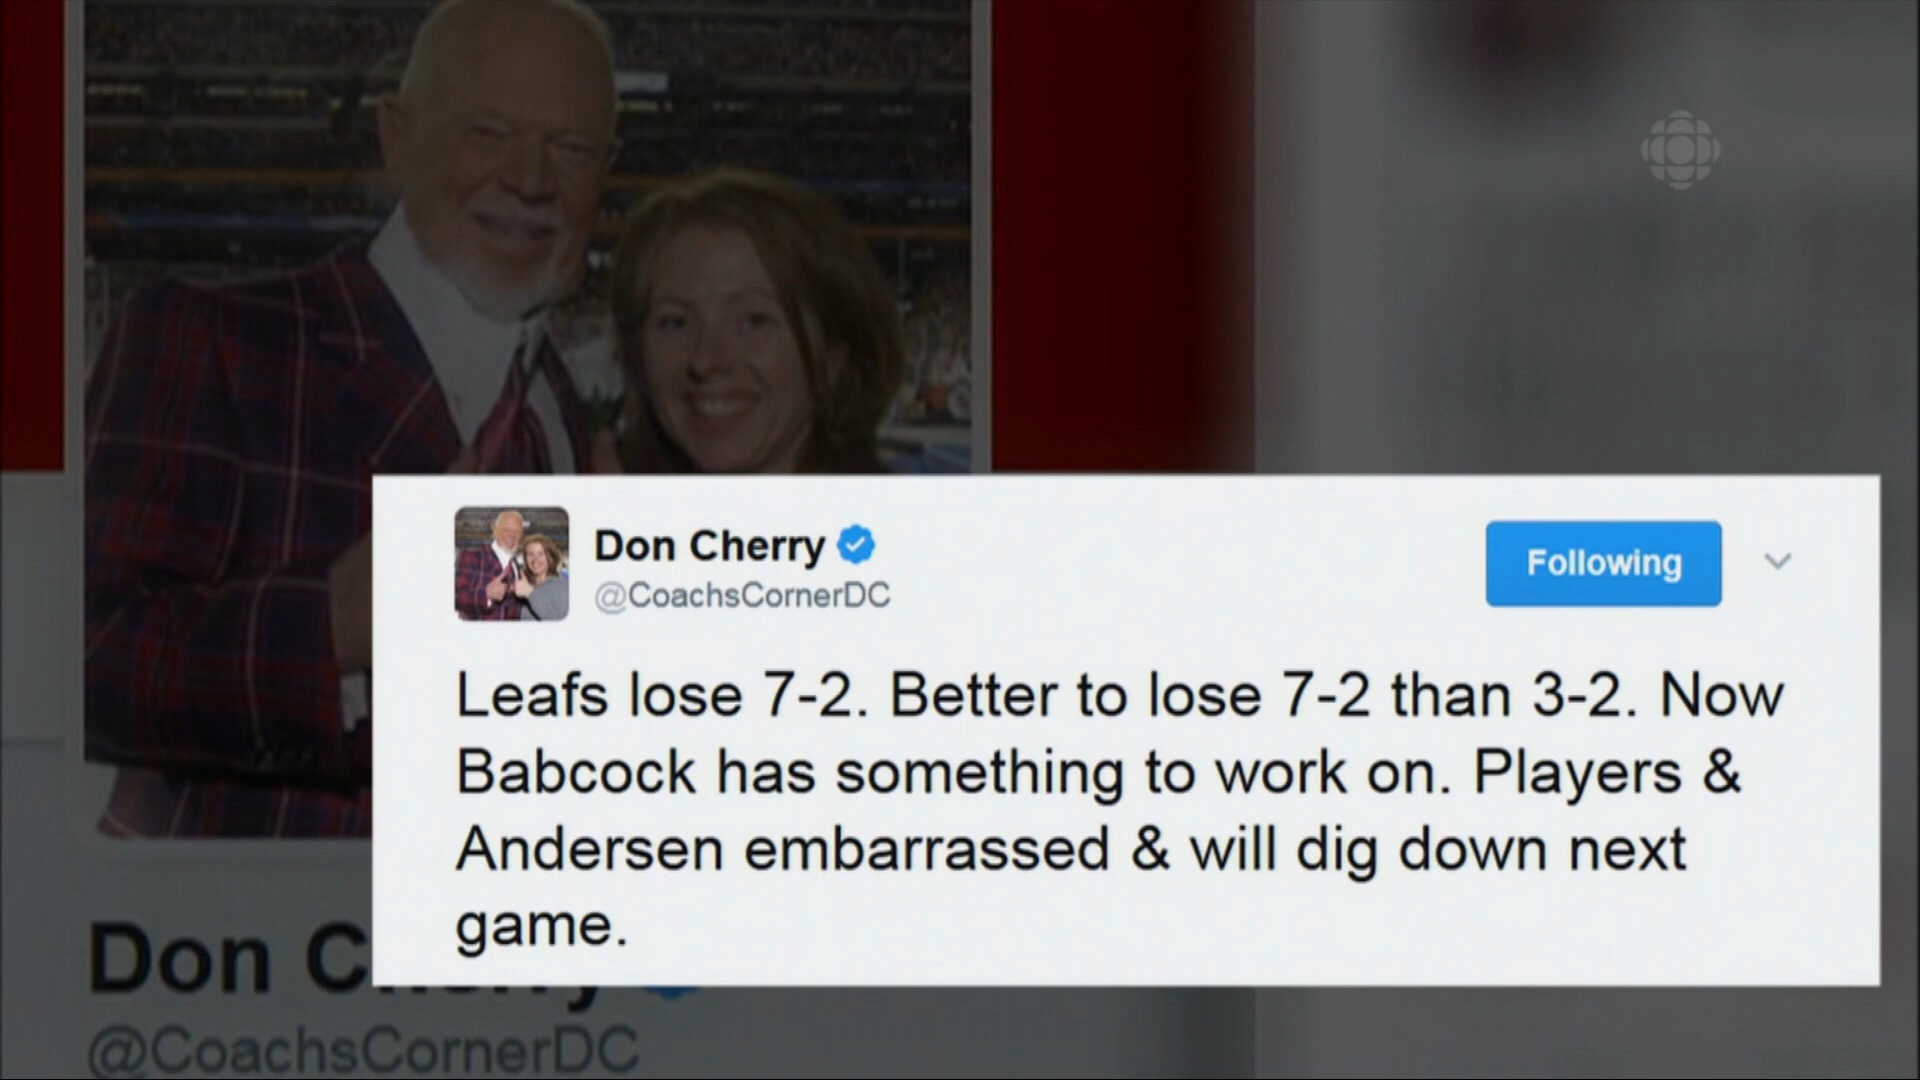 Don Cherry
@CoachsCornerDC
Following
Leafs lose 7-2. Better to lose 7-2 than 3-2. Now
Babcock has something to work on. Players &
Andersen embarrassed & will dig down next
game.
Don Cherry
@CoachsCornerDC